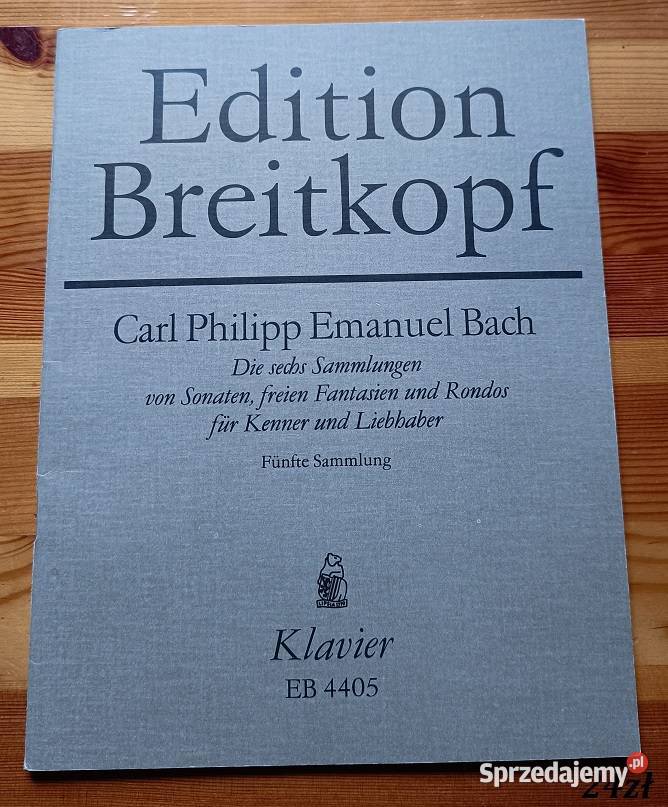 Edition
Breitkopf
Carl Philipp Emanuel Bach
Die sechs Sammlungen
von Sonaten, freien Fantasien und Rondos
für Kenner und Liebhaber
Fünfte Sammlung
Klavier
EB 4405
Sprzedajemy.pl
24zł